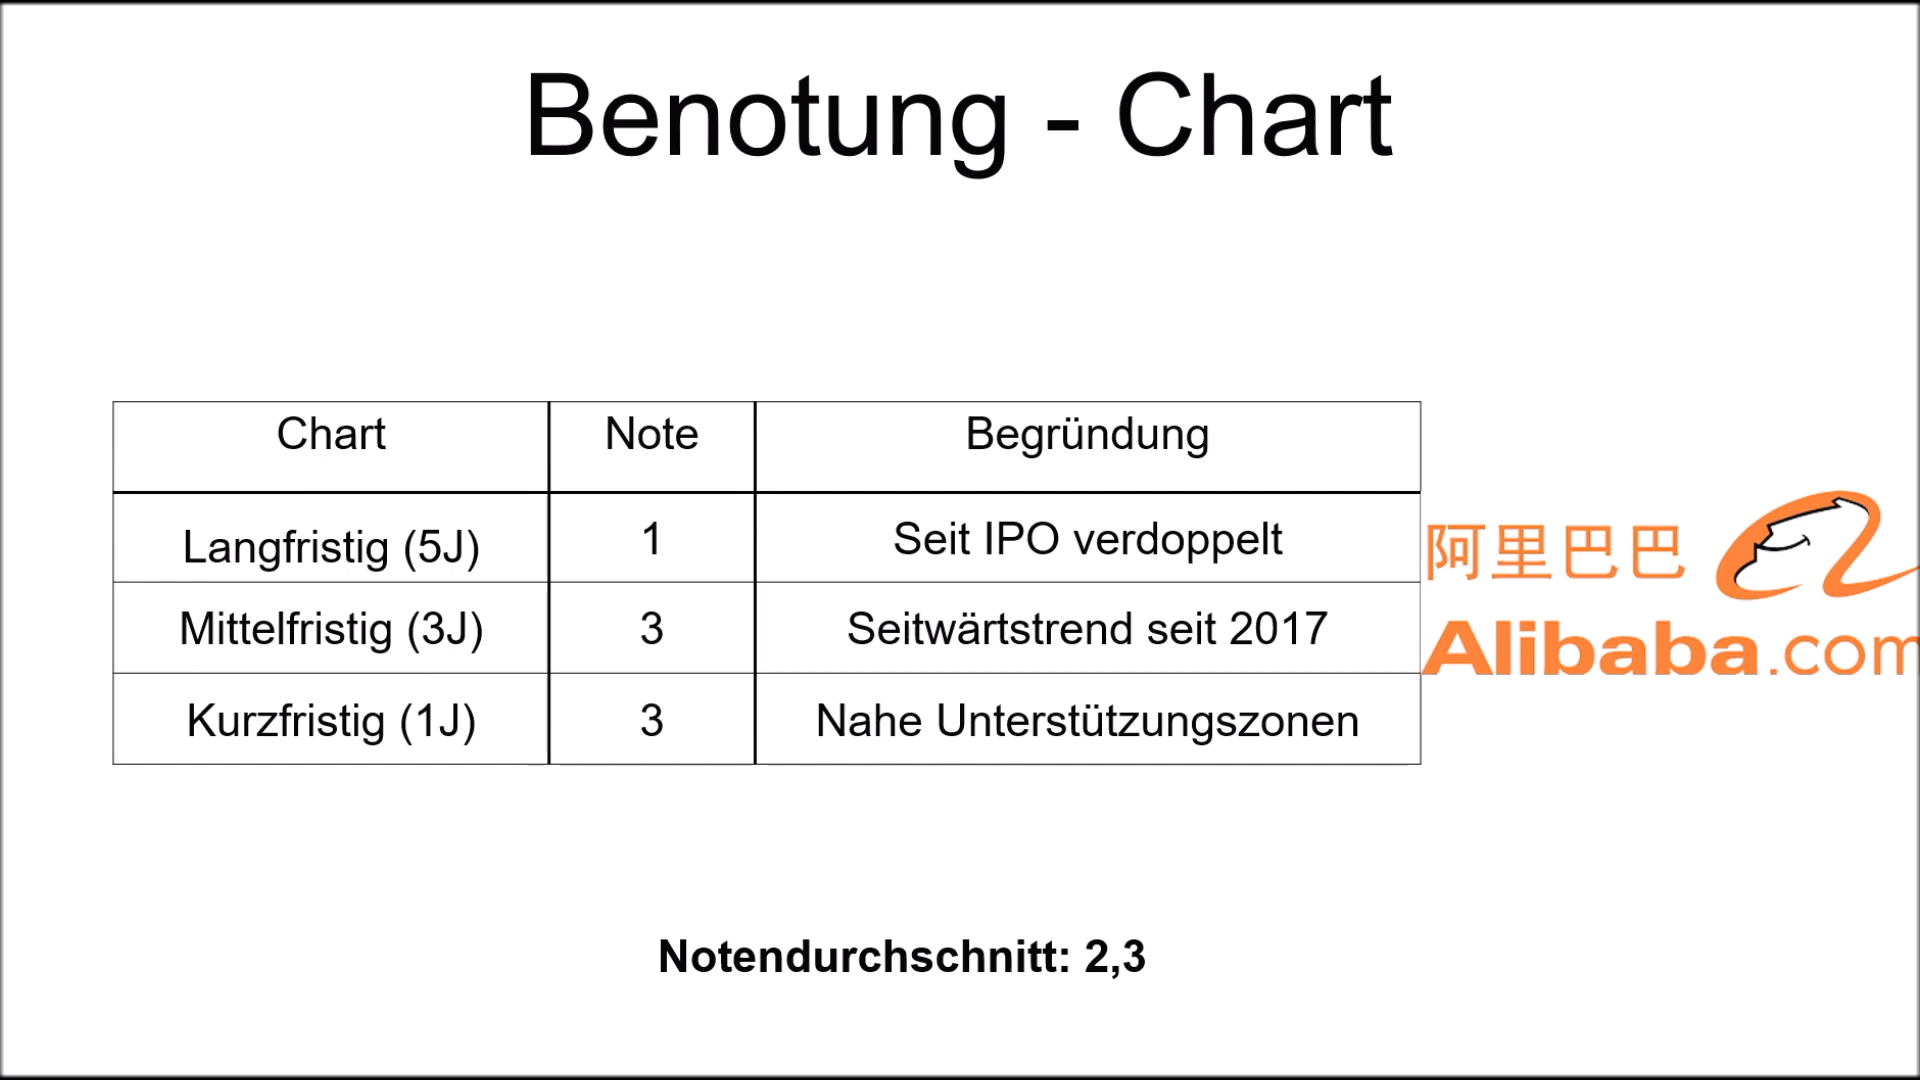 Benotung - Chart
Chart Note Begründung
Langfristig (5J) 1 Seit IPO verdoppelt
Mittelfristig (3J) 3 Seitwärtstrend seit 2017
Kurzfristig (1J) 3 Nahe Unterstützungszonen
阿里巴巴
Alibaba.com
Notendurchschnitt: 2,3